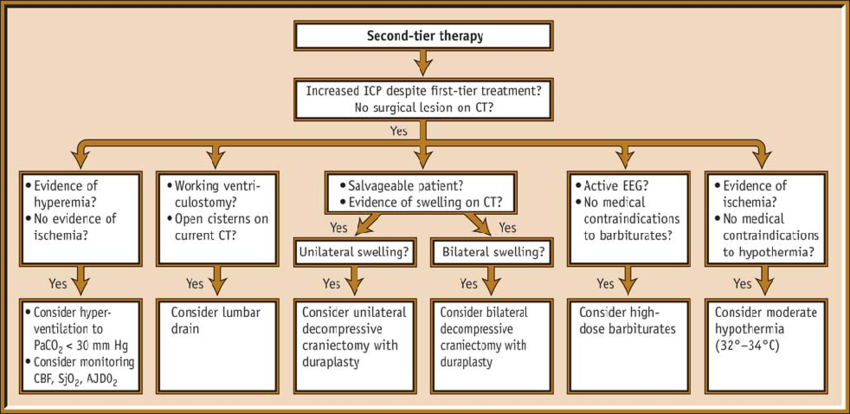 Second-tier therapy
Increased ICP despite first-tier treatment?
No surgical lesion on CT?
Yes
• Evidence of
hyperemia?
• No evidence of
ischemia?
• Working ventri-
culostomy?
• Open cisterns on
current CT?
• Salvageable patient?
• Evidence of swelling on CT?
• Active EEG?
• No medical
contraindications
to barbiturates?
• Evidence of
ischemia?
• No medical
contraindications
to hypothermia?
Yes
Yes
Unilateral swelling?
Bilateral swelling?
Yes
Yes
Yes
Yes
Yes
Yes
• Consider hyper-
ventilation to
PaCO₂ < 30 mm Hg
• Consider monitoring
CBF, SjO₂, AJDO₂
Consider lumbar
drain
Consider unilateral
decompressive
craniectomy with
duraplasty
Consider bilateral
decompressive
craniectomy with
duraplasty
Consider high-
dose barbiturates
Consider moderate
hypothermia
(32°–34°C)